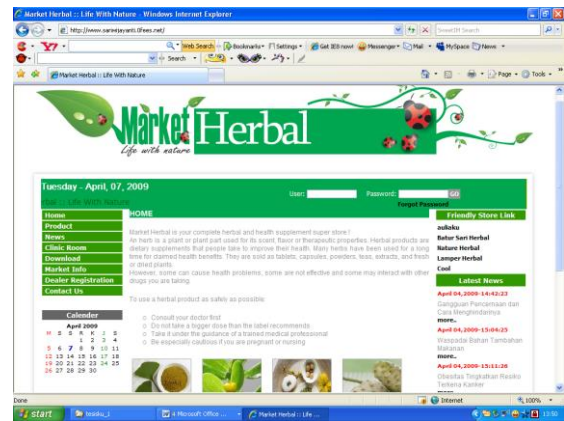 Market Herbal :: Life With Nature - Windows Internet Explorer
Web Search
Bookmarks
Settings
Messenger
Mail
MySpace
News
Search
Market Herbal :: Life With Nature
Page
Tools
Market Herbal
Life with nature
Tuesday - April, 07, 2009
User:
Password:
GO
Forgot Password
rbal :: Life With Nature
Home
Product
News
Clinic Room
Download
Market Info
Dealer Registration
Contact Us
Calender
April 2009
M S S R K J S
1 2 3 4
5 6 7 8 9 10 11
12 13 14 15 16 17 18
19 20 21 22 23 24 25
26 27 28 29 30
HOME
Market Herbal is your complete herbal and health supplement super store !
An herb is a plant or plant part used for its scent, flavor or therapeutic properties. Herbal products are
dietary supplements that people take to improve their health. Many herbs have been used for a long
time for claimed health benefits. They are sold as tablets, capsules, powders, teas, extracts, and fresh
or dried plants.
However, some can cause health problems, some are not effective and some may interact with other
drugs you are taking.
To use a herbal product as safely as possible:
Consult your doctor first
Do not take a bigger dose than the label recommends
Take it under the guidance of a trained medical professional
Be especially cautious if you are pregnant or nursing
Friendly Store Link
auliaku
Batur Sari Herbal
Nature Herbal
Lamper Herbal
Cool
Latest News
April 04,2009-14:42:23
Gangguan Pencernaan dan
Cara Menghindarinya
more..
April 04,2009-15:04:23
Waspadai Bahan Tambahan
Makanan
more..
April 04,2009-15:11:26
Obesitas Tingkatkan Resiko
Terkena Kanker
Done
Internet
100%
start
4 Microsoft Office ...
Market Herbal :: Life ...
13:50